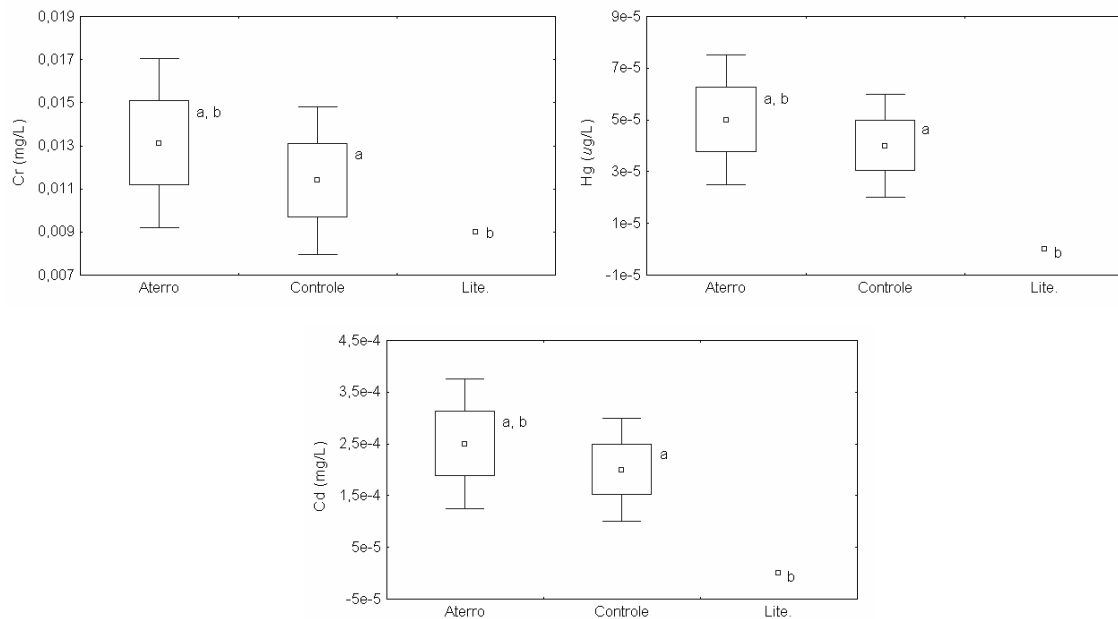 Cr (mg/L)
0,019
0,017
0,015
0,013
0,011
0,009
0,007
a, b
a
b
Aterro Controle Lite.
Hg (ug/L)
9e-5
7e-5
5e-5
3e-5
1e-5
-1e-5
a, b
a
b
Aterro Controle Lite.
Cd (mg/L)
4,5e-4
3,5e-4
2,5e-4
1,5e-4
5e-5
-5e-5
a, b
a
b
Aterro Controle Lite.